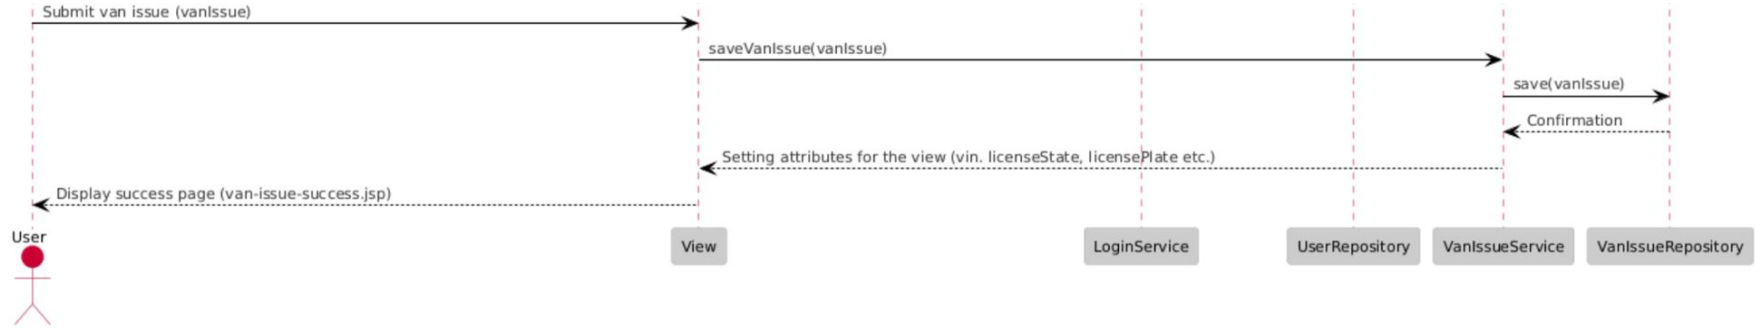 Submit van issue (vanIssue)
saveVanIssue(vanIssue)
save(vanIssue)
Confirmation
Setting attributes for the view (vin. licenseState, licensePlate etc.)
Display success page (van-issue-success.jsp)
User
View
LoginService
UserRepository
VanIssueService
VanIssueRepository